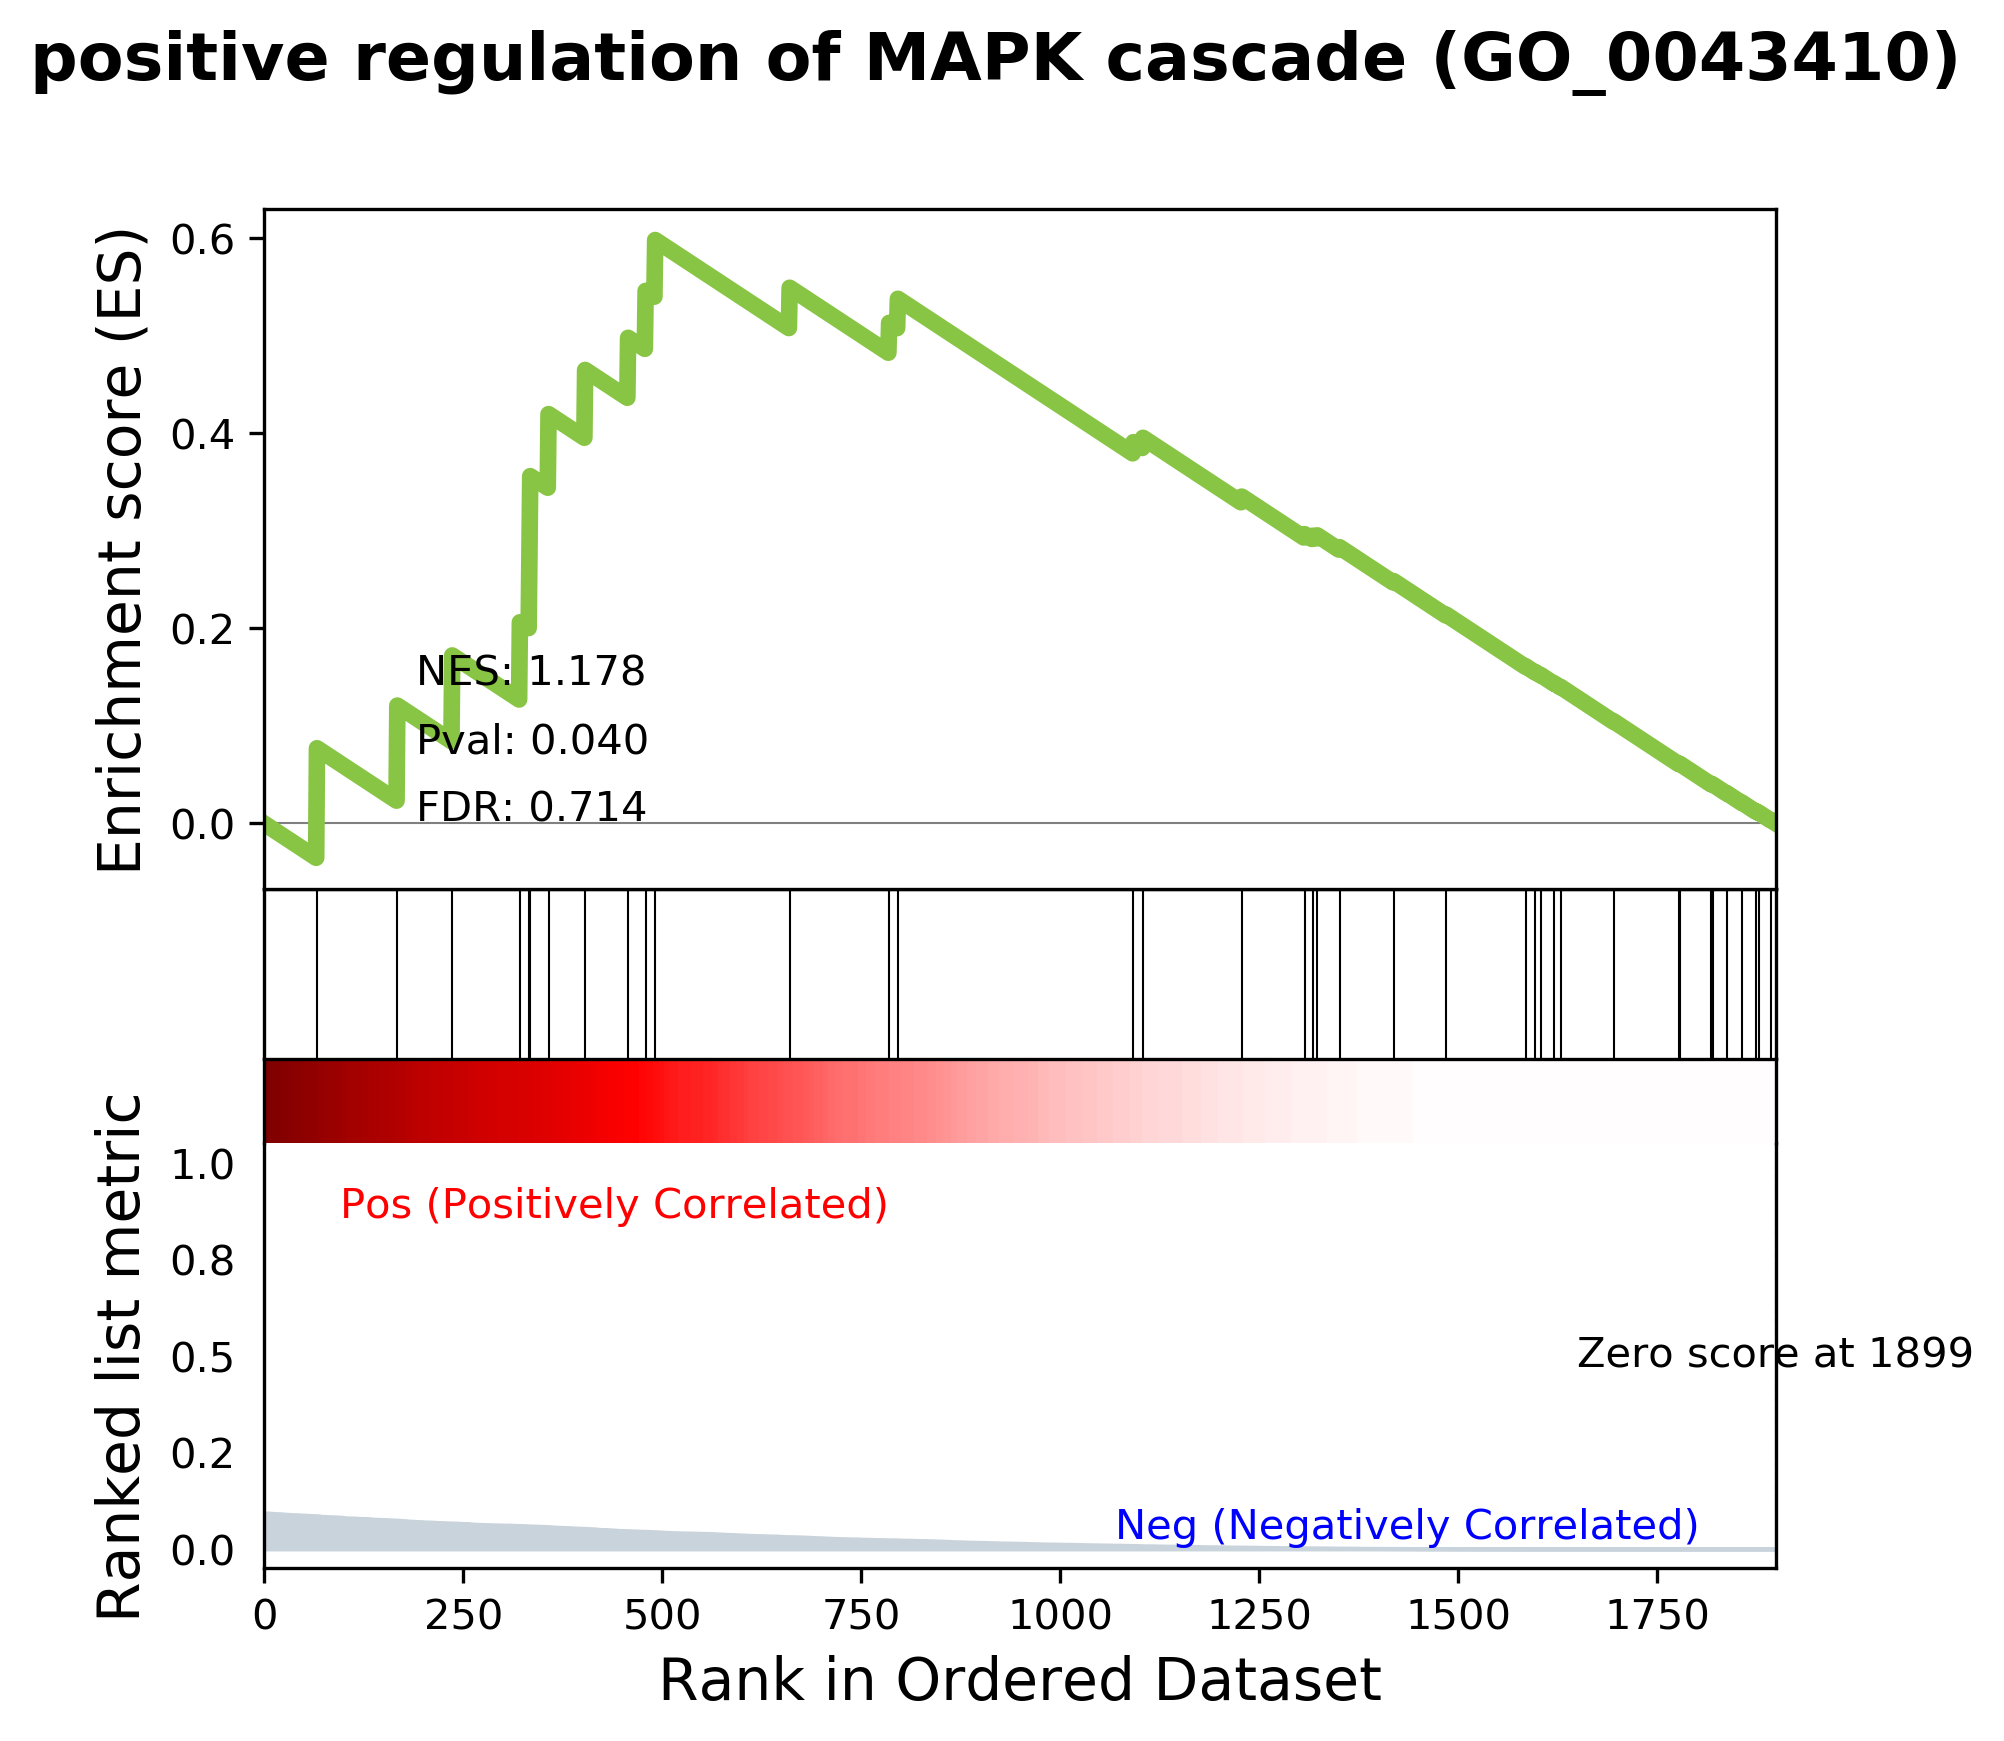 positive regulation of MAPK cascade (GO_0043410)
Enrichment score (ES)
0.6
0.4
0.2
0.0
NES: 1.178
Pval: 0.040
FDR: 0.714
Ranked list metric
1.0
0.8
0.5
0.2
0.0
Pos (Positively Correlated)
Zero score at 1899
Neg (Negatively Correlated)
0 250 500 750 1000 1250 1500 1750
Rank in Ordered Dataset